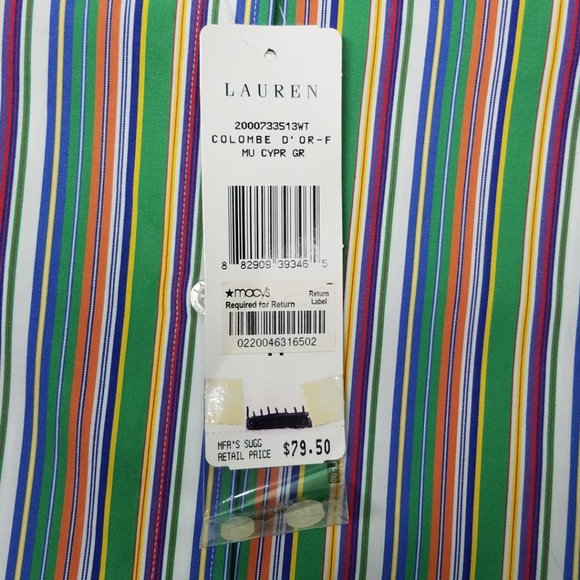 LAUREN
2000733513WT
COLOMBE D'OR-F
MU CYPR GR
8 82909 39346 5
★macy's Return
Required for Return Label
0220046316502
MFR'S SUGG
RETAIL PRICE $79.50